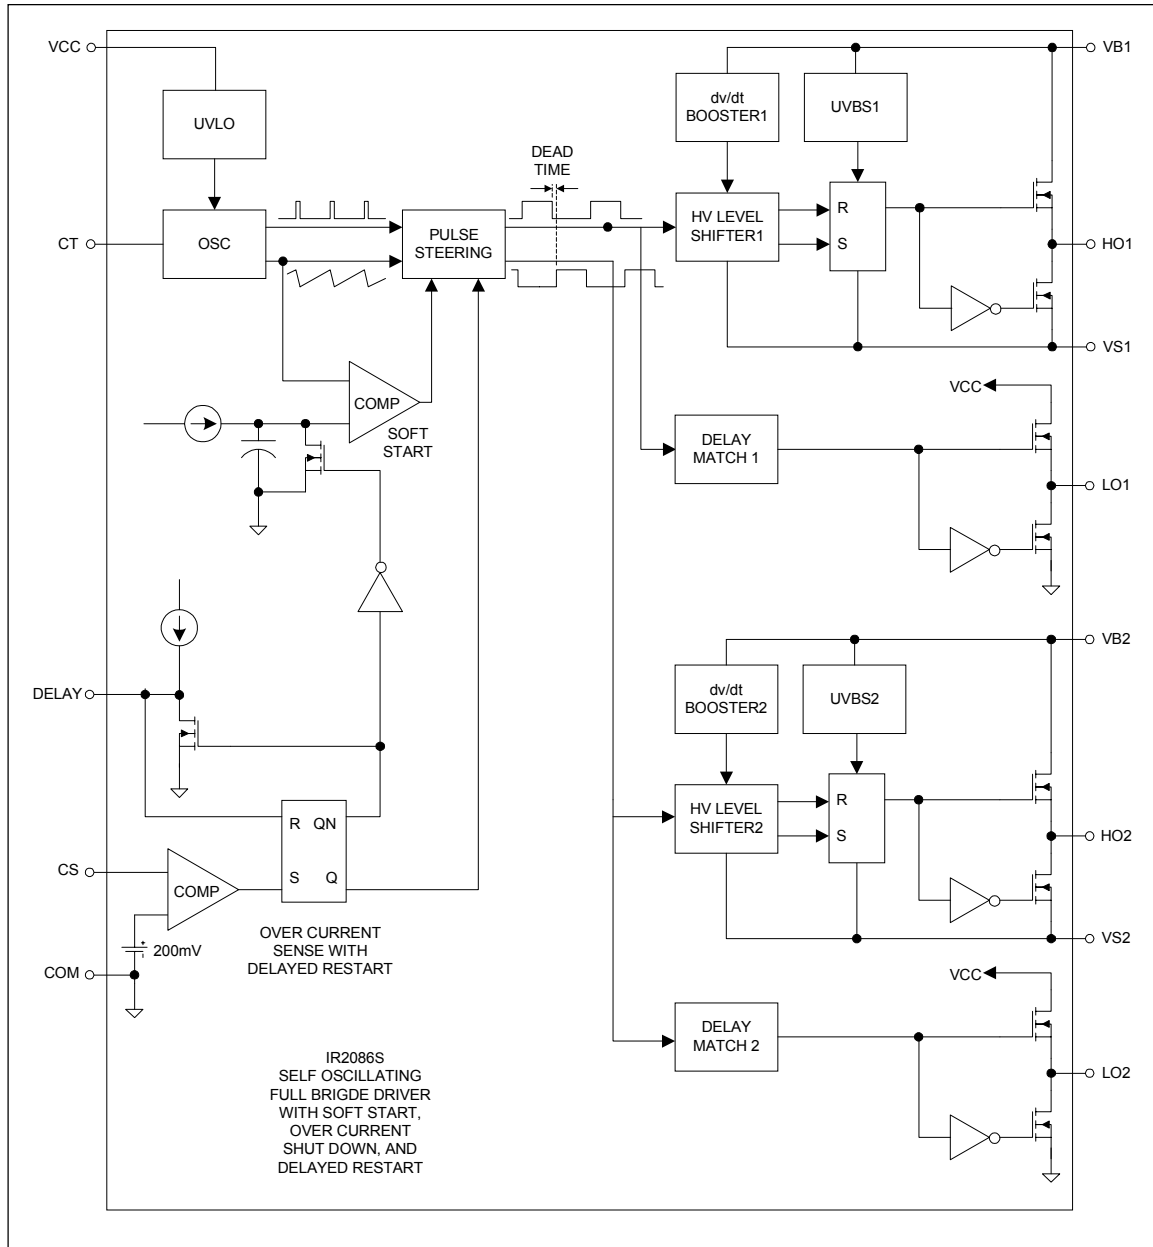 VCC
VB1
UVLO
dv/dt
BOOSTER1
UVBS1
DEAD
TIME
CT
OSC
PULSE
STEERING
HV LEVEL
SHIFTER1
R
S
HO1
VS1
COMP
SOFT
START
VCC
DELAY
MATCH 1
LO1
VB2
DELAY
dv/dt
BOOSTER2
UVBS2
HV LEVEL
SHIFTER2
R
S
HO2
R QN
S Q
CS
COMP
200mV
COM
OVER CURRENT
SENSE WITH
DELAYED RESTART
VS2
VCC
DELAY
MATCH 2
LO2
IR2086S
SELF OSCILLATING
FULL BRIGDE DRIVER
WITH SOFT START,
OVER CURRENT
SHUT DOWN, AND
DELAYED RESTART